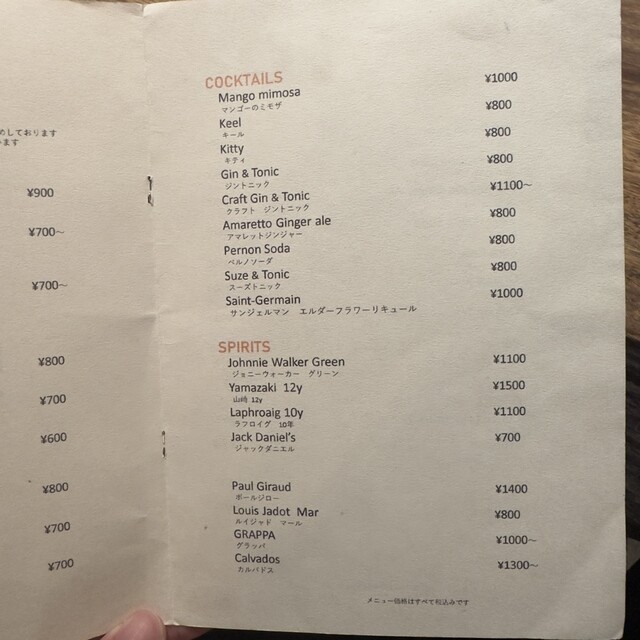 めしております
ます
¥900
¥700～
¥700～
¥800
¥700
¥600
¥800
¥700
¥700
COCKTAILS
Mango mimosa ¥1000
マンゴーのミモザ
Keel ¥800
キール
Kitty ¥800
キティ
Gin & Tonic ¥800
ジントニック
Craft Gin & Tonic ¥1100～
クラフト ジントニック
Amaretto Ginger ale ¥800
アマレットジンジャー
Pernon Soda ¥800
ペルノソーダ
Suze & Tonic ¥800
スーズトニック
Saint-Germain ¥1000
サンジェルマン エルダーフラワーリキュール
SPIRITS
Johnnie Walker Green ¥1100
ジョニーウォーカー グリーン
Yamazaki 12y ¥1500
山崎 12y
Laphroaig 10y ¥1100
ラフロイグ 10年
Jack Daniel's ¥700
ジャックダニエル
Paul Giraud ¥1400
ポールジロー
Louis Jadot Mar ¥800
ルイジャド マール
GRAPPA ¥1000～
グラッパ
Calvados ¥1300～
カルバドス
メニュー価格はすべて税込みです